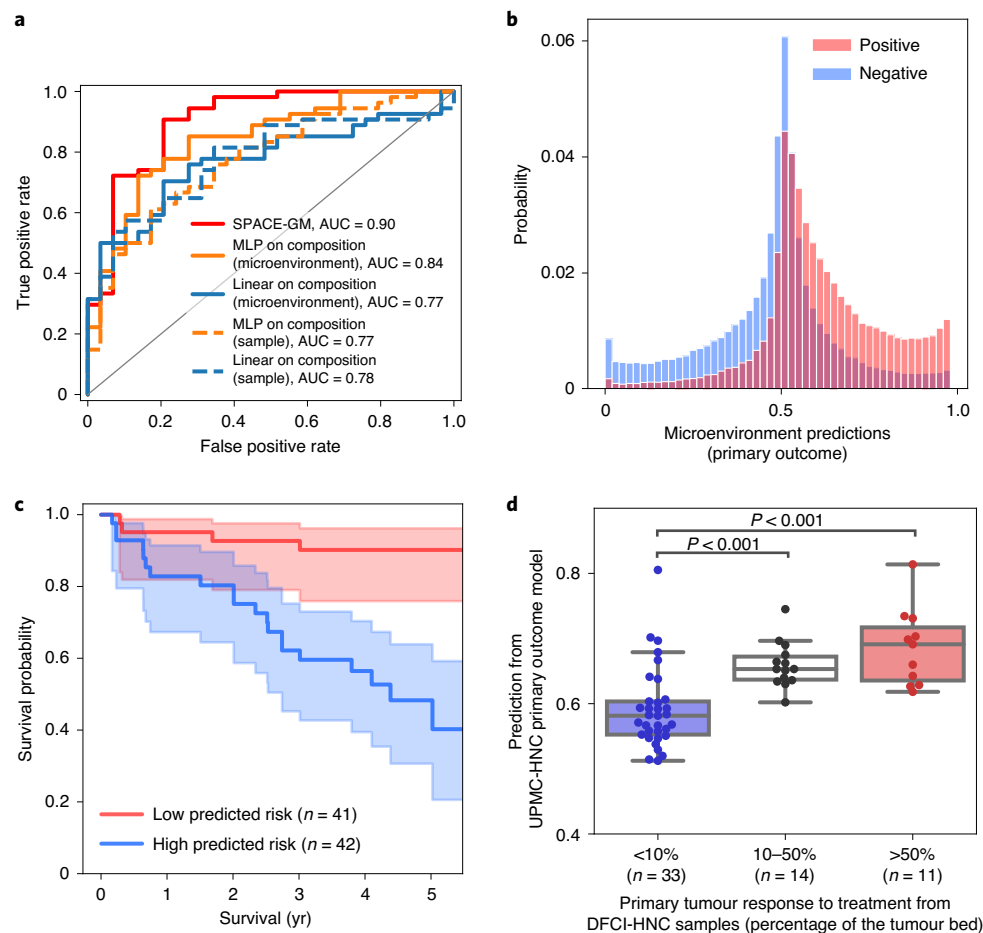 a
1.0
0.8
0.6
0.4
0.2
0
0
0.2
0.4
0.6
0.8
1.0
True positive rate
False positive rate
SPACE-GM, AUC = 0.90
MLP on composition
(microenvironment), AUC = 0.84
Linear on composition
(microenvironment), AUC = 0.77
MLP on composition
(sample), AUC = 0.77
Linear on composition
(sample), AUC = 0.78
b
0.06
0.04
0.02
0
0
0.5
1.0
Probability
Positive
Negative
Microenvironment predictions
(primary outcome)
c
1.0
0.8
0.6
0.4
0.2
0
0
1
2
3
4
5
Survival probability
Low predicted risk (n = 41)
High predicted risk (n = 42)
Survival (yr)
d
P < 0.001
P < 0.001
0.8
0.6
0.4
Prediction from
UPMC-HNC primary outcome model
<10%
(n = 33)
10–50%
(n = 14)
>50%
(n = 11)
Primary tumour response to treatment from
DFCI-HNC samples (percentage of the tumour bed)